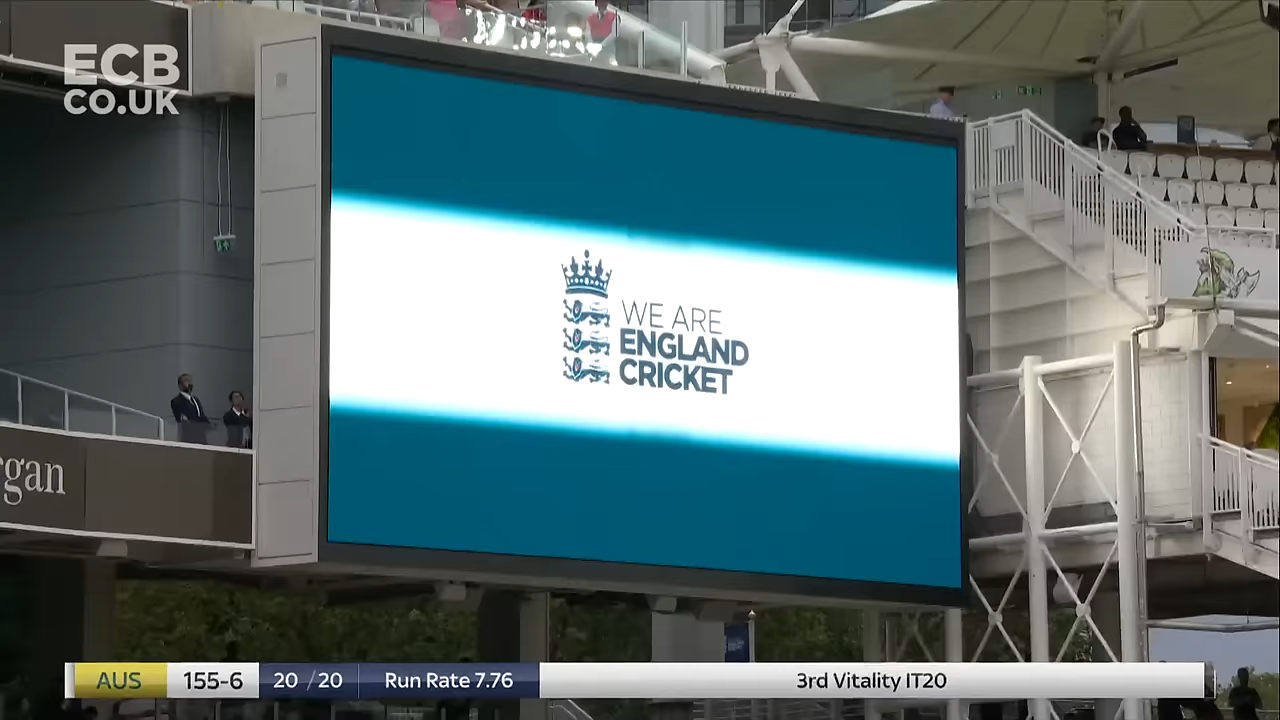 ECB
CO.UK
WE ARE
ENGLAND
CRICKET
rgan
AUS 155-6 20/20 Run Rate 7.76 3rd Vitality IT20